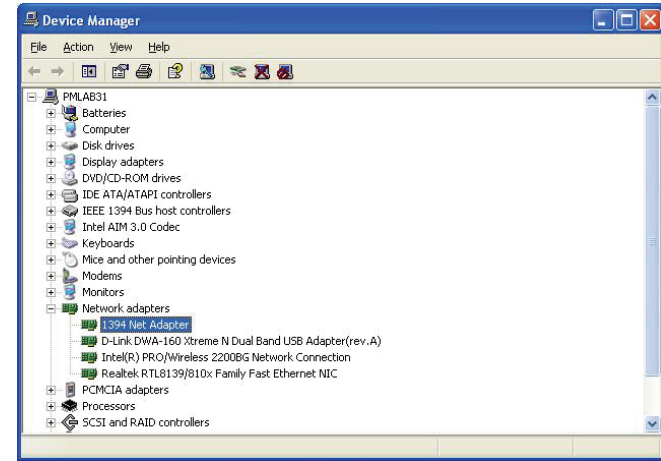 Device Manager
File Action View Help
PMLAB31
Batteries
Computer
Disk drives
Display adapters
DVD/CD-ROM drives
IDE ATA/ATAPI controllers
IEEE 1394 Bus host controllers
Intel AIM 3.0 Codec
Keyboards
Mice and other pointing devices
Modems
Monitors
Network adapters
1394 Net Adapter
D-Link DWA-160 Xtreme N Dual Band USB Adapter(rev.A)
Intel(R) PRO/Wireless 2200BG Network Connection
Realtek RTL8139/810x Family Fast Ethernet NIC
PCMCIA adapters
Processors
SCSI and RAID controllers